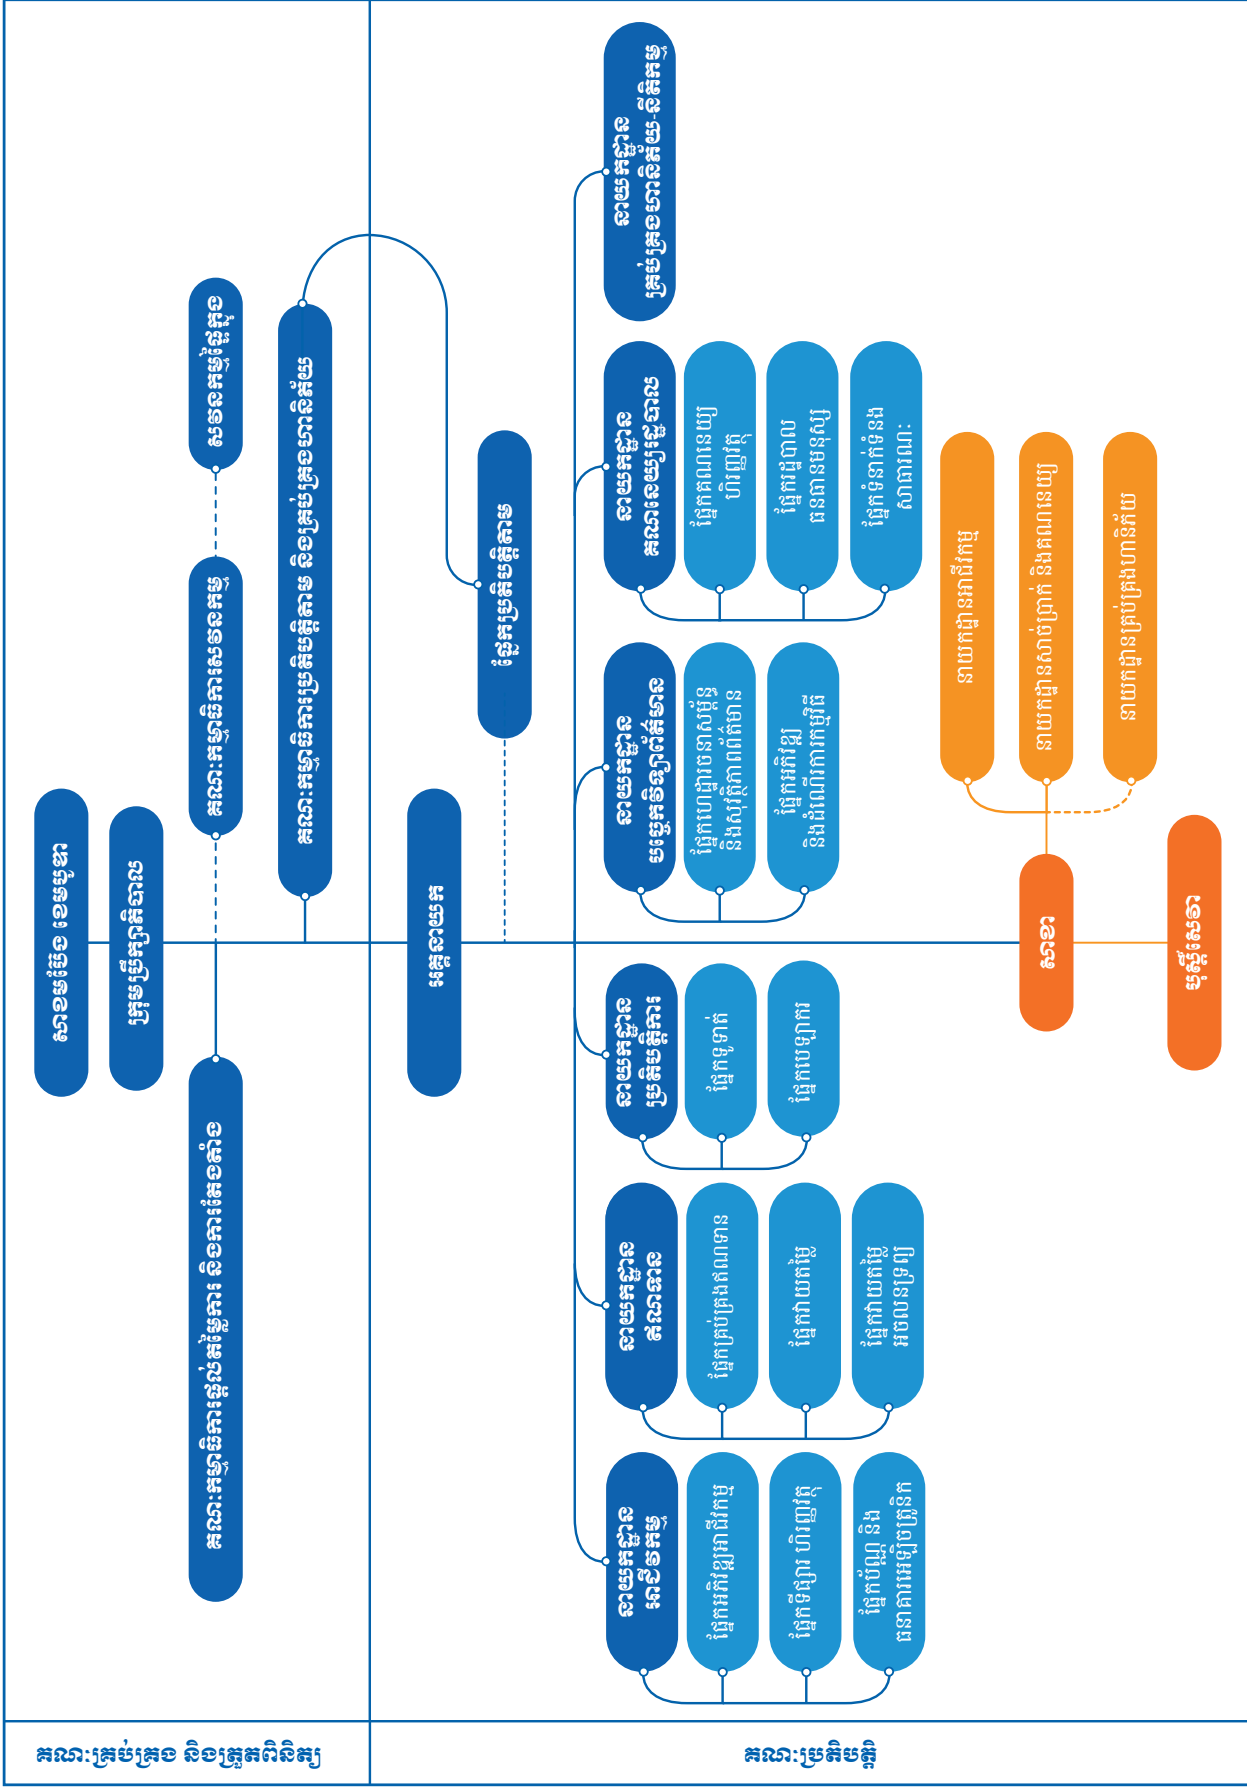 សាខមប៊ែង ខេមបូឌា
ក្រុមប្រឹក្សាភិបាល
គណៈកម្មាធិការផ្តល់តម្លៃការ និងការតែងតាំង
គណៈកម្មាធិការសវនកម្ម
សវនកម្មផ្ទៃក្នុង
គណៈកម្មាធិការប្រតិបត្តិតាម និងគ្រប់គ្រងហានិភ័យ
អគ្គនាយក
ផ្នែកប្រតិបត្តិតាម
នាយកដ្ឋាន
អាជីវកម្ម
ផ្នែកអភិវឌ្ឍអាជីវកម្ម
ផ្នែកទីផ្សារ ហិរញ្ញវត្ថុ
ផ្នែកប័ណ្ណ និង
ធនាគារអេឡិចត្រូនិក
នាយកដ្ឋាន
ឥណទាន
ផ្នែកគ្រប់គ្រងឥណទាន
ផ្នែកវាយតម្លៃ
ផ្នែកវាយតម្លៃ
អចលនទ្រព្យ
នាយកដ្ឋាន
ប្រតិបត្តិការ
ផ្នែកទូទាត់
ផ្នែកបេឡាករ
នាយកដ្ឋាន
បច្ចេកវិទ្យាព័ត៌មាន
ផ្នែកហេដ្ឋារចនាសម្ព័ន្ធ
និងសុវត្ថិភាពព័ត៌មាន
ផ្នែកអភិវឌ្ឍ
និងដំណើរការកម្មវិធី
នាយកដ្ឋាន
គណនេយ្យរដ្ឋបាល
ផ្នែកគណនេយ្យ
ហិរញ្ញវត្ថុ
ផ្នែករដ្ឋបាល
ធនធានមនុស្ស
ផ្នែកទំនាក់ទំនង
សាធារណៈ
នាយកដ្ឋាន
គ្រប់គ្រងហានិភ័យ-នីតិកម្ម
សាខា
នាយកដ្ឋានអាជីវកម្ម
នាយកដ្ឋានសាច់ប្រាក់ និងគណនេយ្យ
នាយកដ្ឋានគ្រប់គ្រងហានិភ័យ
ប៉ុស្តិ៍សេវា
គណៈគ្រប់គ្រង និងត្រួតពិនិត្យ
គណៈប្រតិបត្តិ